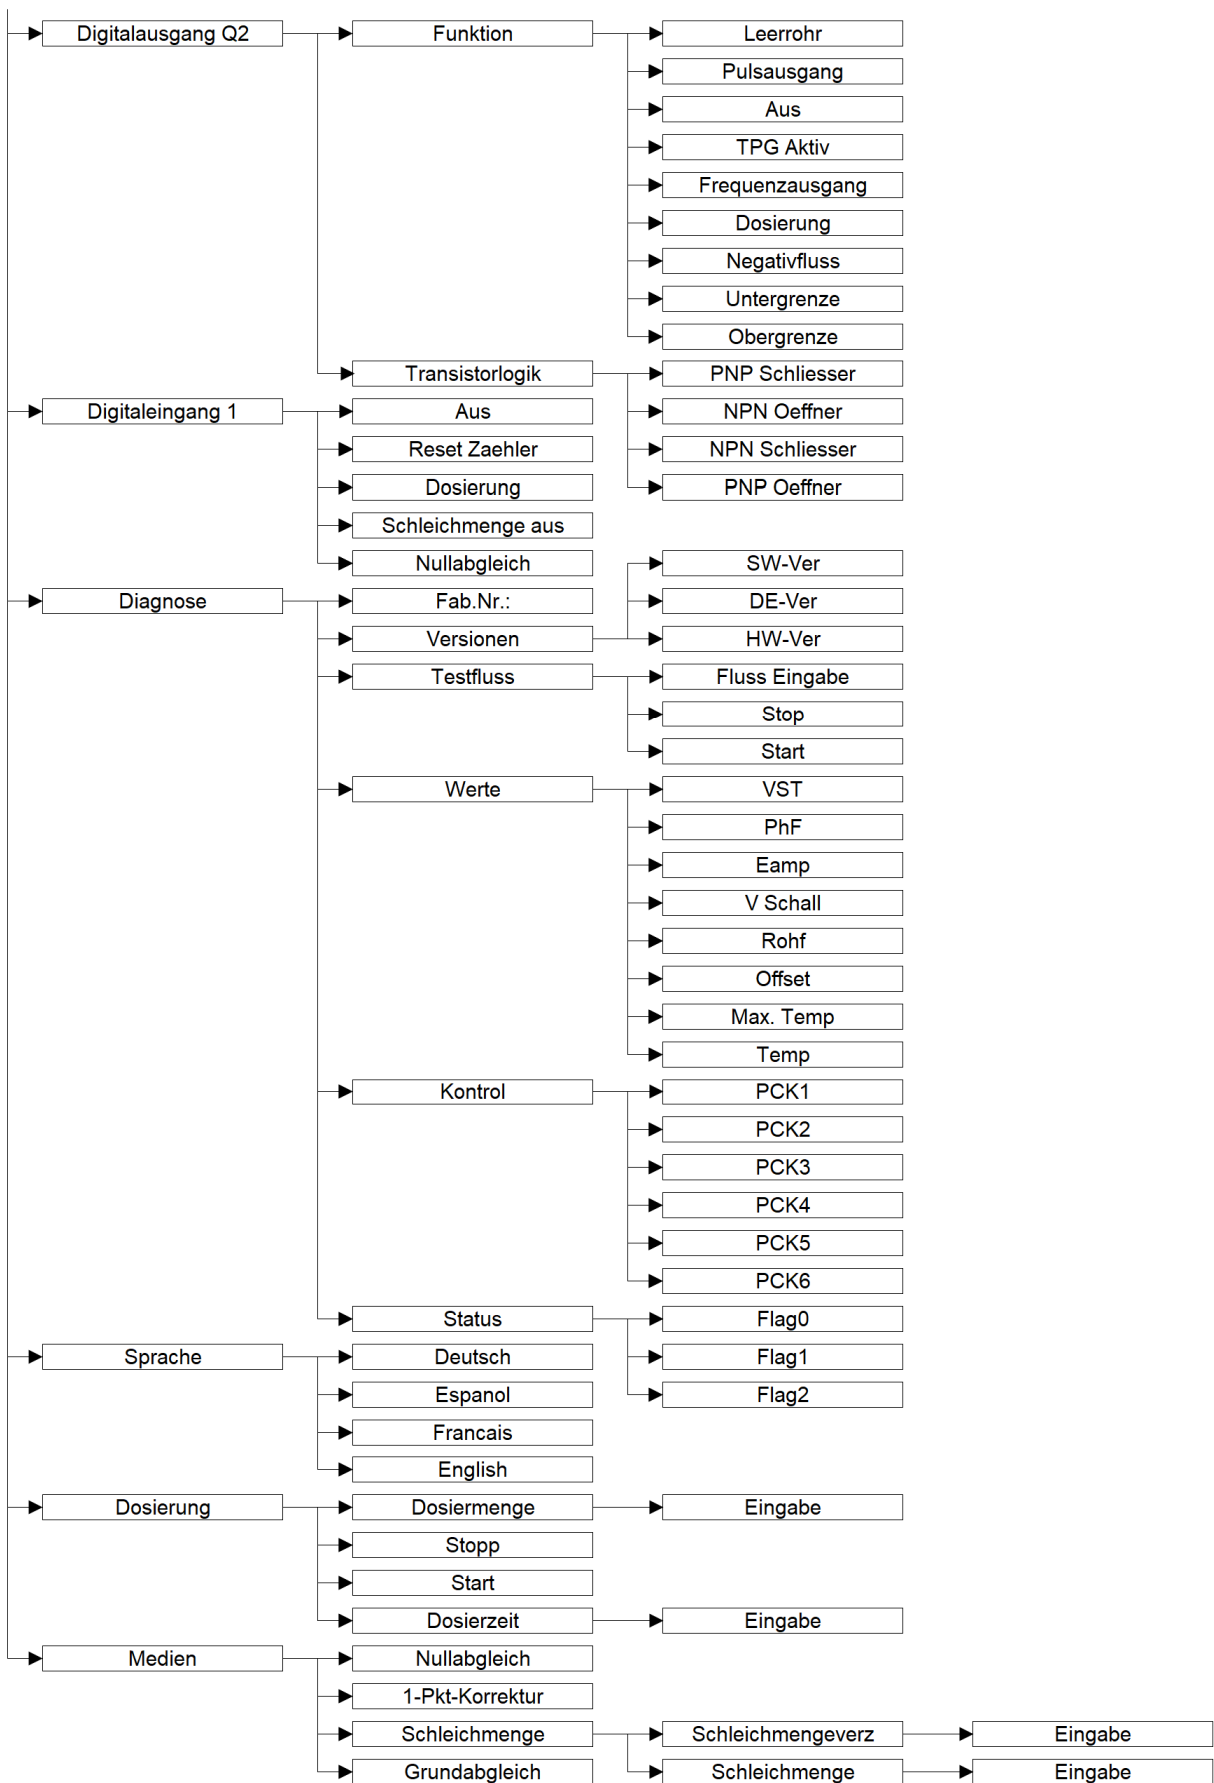 Digitalausgang Q2 Funktion Leerrohr
Pulsausgang
Aus
TPG Aktiv
Frequenzausgang
Dosierung
Negativfluss
Untergrenze
Obergrenze
Transistorlogik PNP Schliesser
Digitaleingang 1 Aus NPN Oeffner
Reset Zaehler NPN Schliesser
Dosierung PNP Oeffner
Schleichmenge aus
Nullabgleich SW-Ver
Diagnose Fab.Nr.: DE-Ver
Versionen HW-Ver
Testfluss Fluss Eingabe
Stop
Start
Werte VST
PhF
Eamp
V Schall
Rohf
Offset
Max. Temp
Temp
Kontrol PCK1
PCK2
PCK3
PCK4
PCK5
PCK6
Status Flag0
Sprache Deutsch Flag1
Espanol Flag2
Francais
English
Dosierung Dosiermenge Eingabe
Stopp
Start
Dosierzeit Eingabe
Medien Nullabgleich
1-Pkt-Korrektur
Schleichmenge Schleichmengeverz Eingabe
Grundabgleich Schleichmenge Eingabe